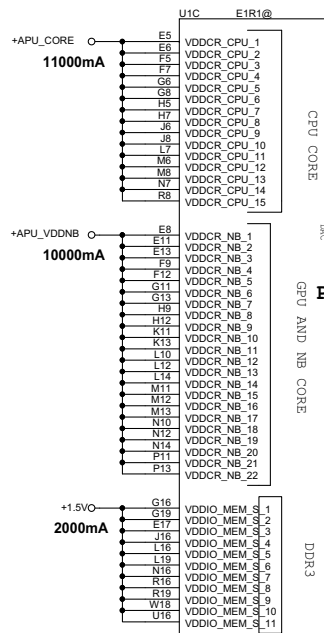 U1C E1R1@
+APU_CORE
11000mA
E5 VDDCR_CPU_1
E6 VDDCR_CPU_2
F5 VDDCR_CPU_3
F7 VDDCR_CPU_4
G6 VDDCR_CPU_5
G8 VDDCR_CPU_6
H5 VDDCR_CPU_7
H7 VDDCR_CPU_8
J6 VDDCR_CPU_9
J8 VDDCR_CPU_10
L7 VDDCR_CPU_11
M6 VDDCR_CPU_12
M8 VDDCR_CPU_13
N7 VDDCR_CPU_14
R8 VDDCR_CPU_15
CPU CORE
+APU_VDDNB
10000mA
E8 VDDCR_NB_1
E11 VDDCR_NB_2
E13 VDDCR_NB_3
F9 VDDCR_NB_4
F12 VDDCR_NB_5
G11 VDDCR_NB_6
G13 VDDCR_NB_7
H9 VDDCR_NB_8
H12 VDDCR_NB_9
K11 VDDCR_NB_10
K13 VDDCR_NB_11
L10 VDDCR_NB_12
L12 VDDCR_NB_13
L14 VDDCR_NB_14
M11 VDDCR_NB_15
M12 VDDCR_NB_16
M13 VDDCR_NB_17
N10 VDDCR_NB_18
N12 VDDCR_NB_19
N14 VDDCR_NB_20
P11 VDDCR_NB_21
P13 VDDCR_NB_22
GPU AND NB CORE
+1.5V
2000mA
G16 VDDIO_MEM_S_1
G19 VDDIO_MEM_S_2
E17 VDDIO_MEM_S_3
J16 VDDIO_MEM_S_4
L16 VDDIO_MEM_S_5
L19 VDDIO_MEM_S_6
N16 VDDIO_MEM_S_7
R16 VDDIO_MEM_S_8
R19 VDDIO_MEM_S_9
W18 VDDIO_MEM_S_10
U16 VDDIO_MEM_S_11
DDR3